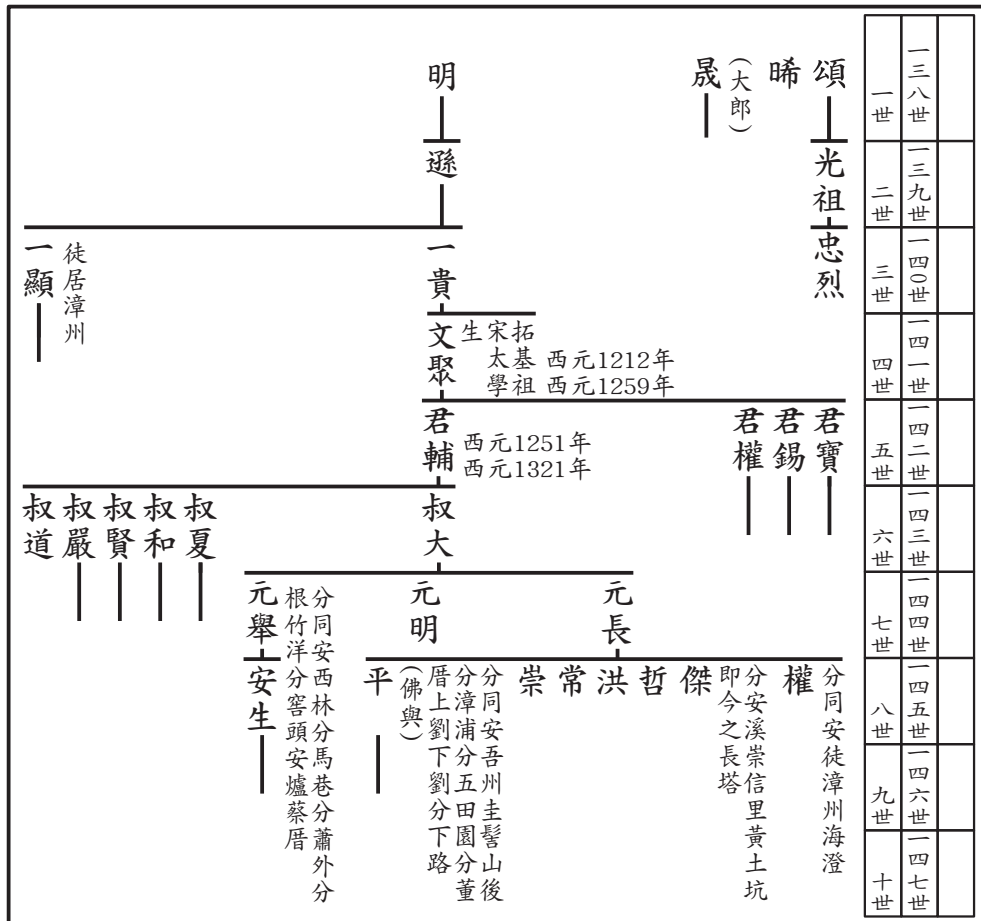 一三八世
一三九世
一四〇世
一四一世
一四二世
一四三世
一四四世
一四五世
一四六世
一四七世
一世
二世
三世
四世
五世
六世
七世
八世
九世
十世
頌
晞
(大郎)
晟
明
光祖
遜
忠烈
一貴
徒居漳州
一顯
拓基祖
宋太學
生
西元1212年
西元1259年
文聚
君寶
君錫
君權
君輔
西元1251年
西元1321年
叔大
叔夏
叔和
叔賢
叔嚴
叔道
元長
元明
元舉
分同安西林分馬巷分蕭外分
根竹洋分窖頭安爐蔡厝
分同安徒漳州海澄
權
分安溪崇信里黃土坑
即今之長塔
傑
哲
洪
常
崇
分同安吾州圭髻山後
分漳浦分五田園分董
厝上劉下劉分下路
(佛與)
平
安生